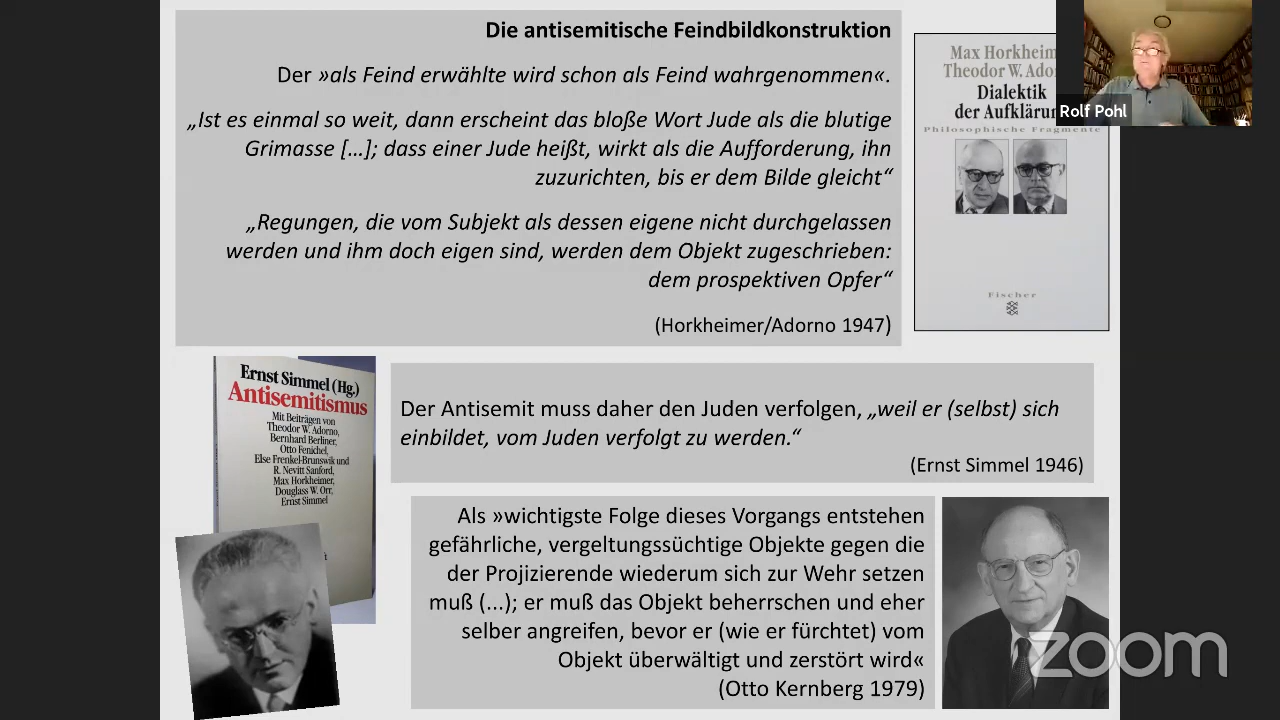 Die antisemitische Feindbildkonstruktion
Der »als Feind erwählte wird schon als Feind wahrgenommen«.
„Ist es einmal so weit, dann erscheint das bloße Wort Jude als die blutige
Grimasse [...]; dass einer Jude heißt, wirkt als die Aufforderung, ihn
zuzurichten, bis er dem Bilde gleicht“
„Regungen, die vom Subjekt als dessen eigene nicht durchgelassen
werden und ihm doch eigen sind, werden dem Objekt zugeschrieben:
dem prospektiven Opfer“
(Horkheimer/Adorno 1947)
Max Horkheim
Theodor W. Ador
Dialektik
der Aufklärun
Philosophische Fragmente
Fischer
Rolf Pohl
Ernst Simmel (Hg.)
Antisemitismus
Mit Beiträgen von
Theodor W. Adorno,
Bernhard Berliner,
Otto Fenichel,
Else Frenkel-Brunswik und
R. Nevitt Sanford,
Max Horkheimer,
Douglass W. Orr,
Ernst Simmel
Der Antisemit muss daher den Juden verfolgen, „weil er (selbst) sich
einbildet, vom Juden verfolgt zu werden.“
(Ernst Simmel 1946)
Als »wichtigste Folge dieses Vorgangs entstehen
gefährliche, vergeltungssüchtige Objekte gegen die
der Projizierende wiederum sich zur Wehr setzen
muß (...); er muß das Objekt beherrschen und eher
selber angreifen, bevor er (wie er fürchtet) vom
Objekt überwältigt und zerstört wird«
(Otto Kernberg 1979)
zoom